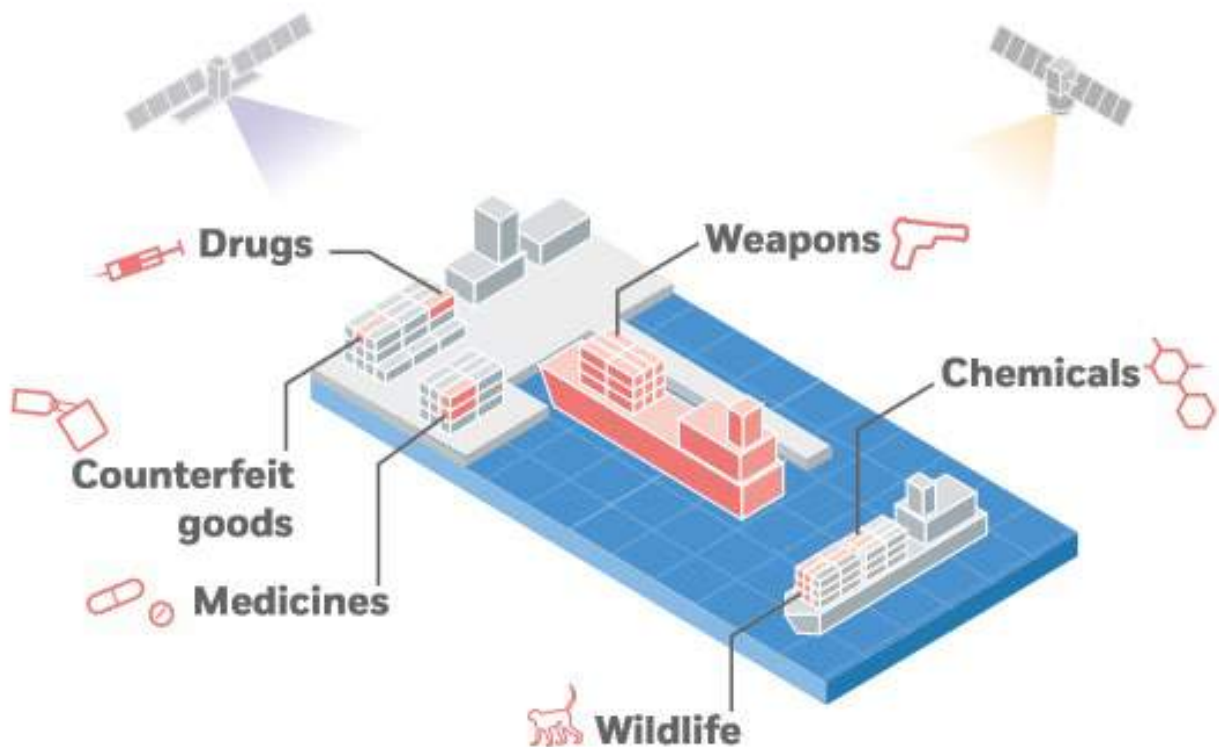 Drugs
Weapons
Chemicals
Counterfeit
goods
Medicines
Wildlife